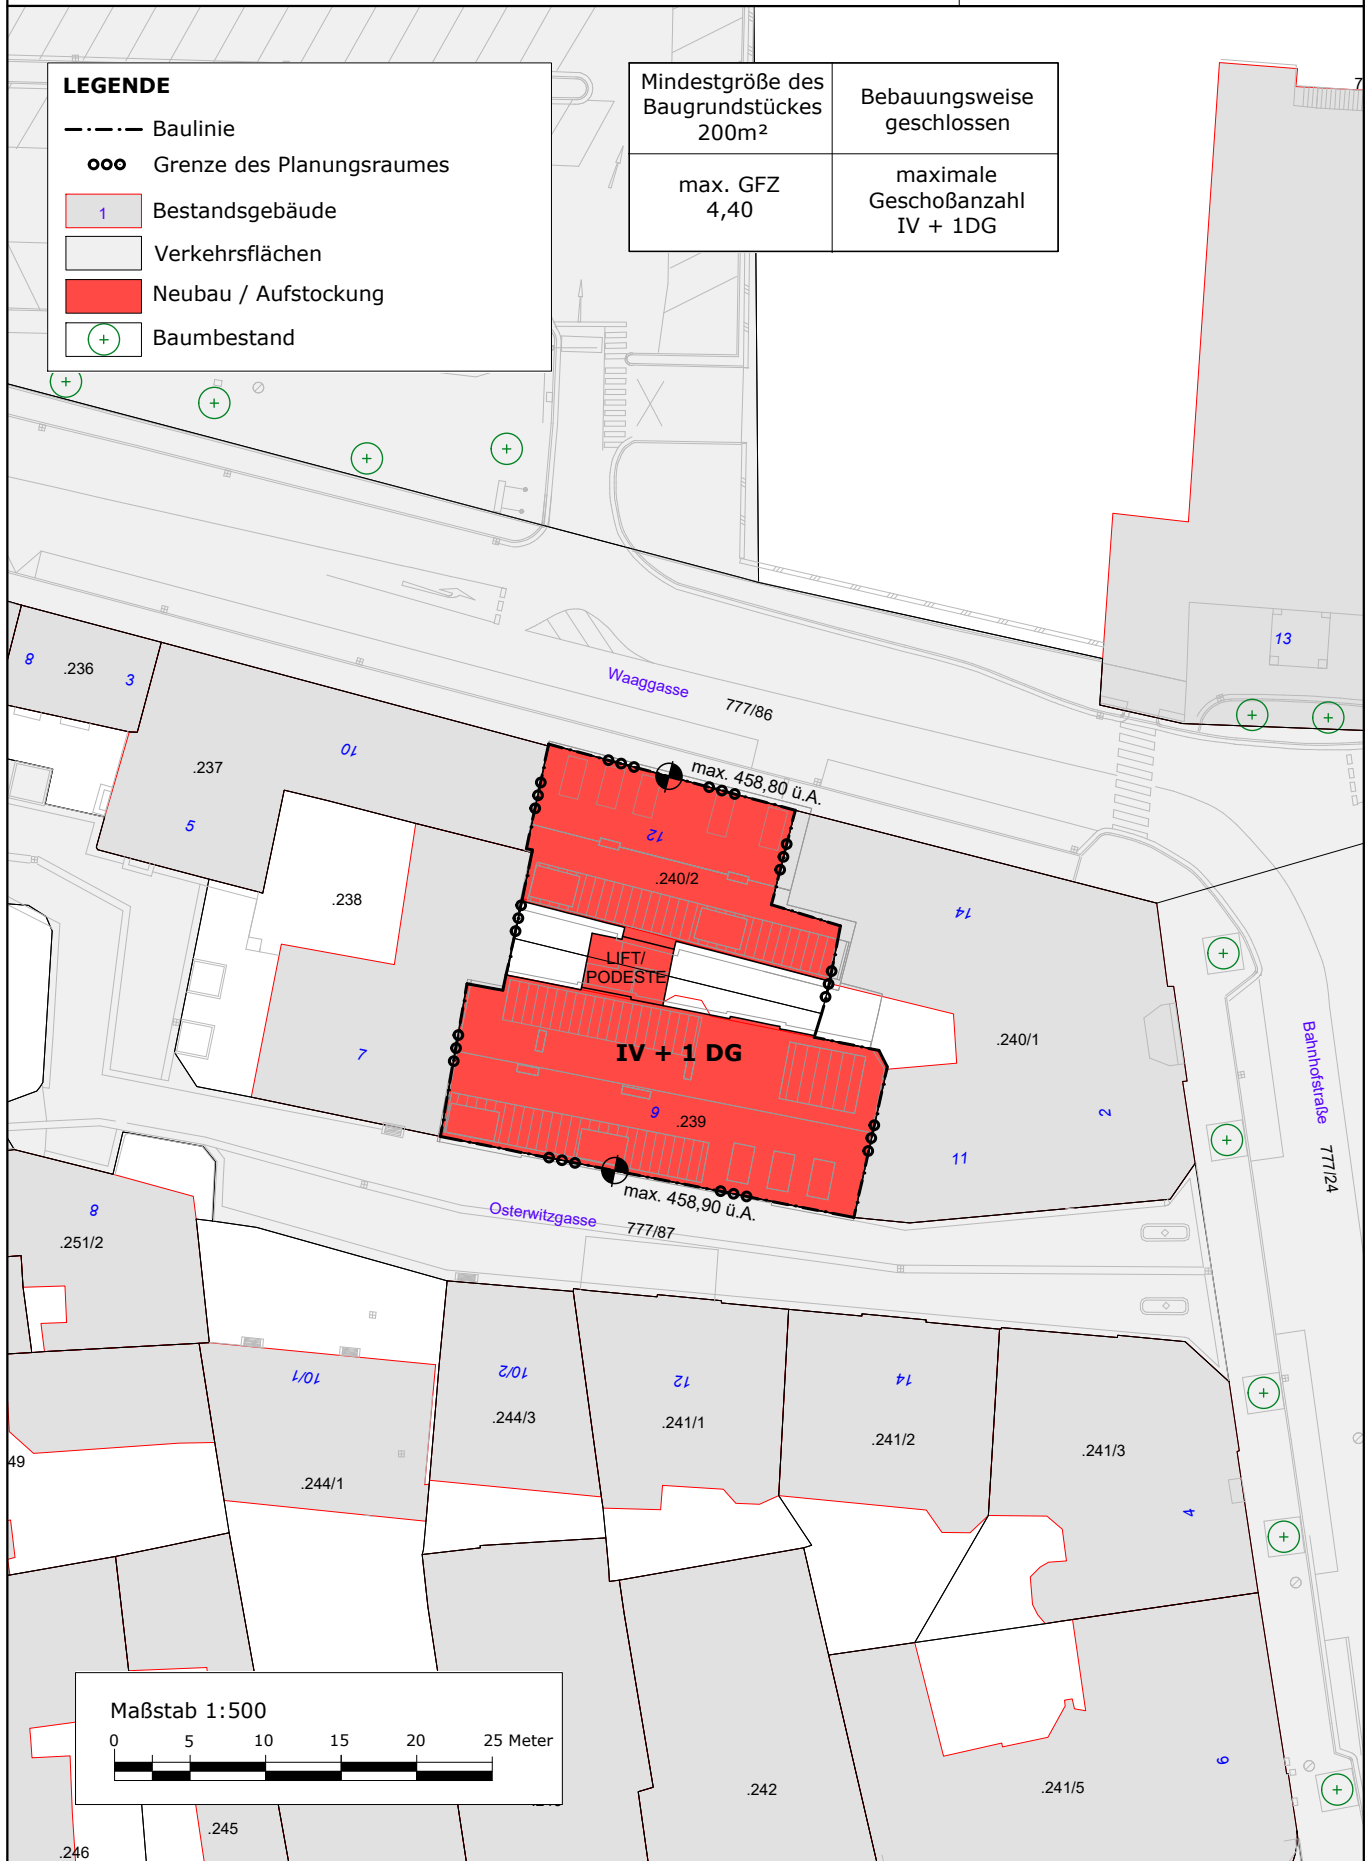 LEGENDE
Baulinie
Grenze des Planungsraumes
1
Bestandsgebäude
Verkehrsflächen
Neubau / Aufstockung
Baumbestand
Mindestgröße des
Baugrundstückes
200m²
Bebauungsweise
geschlossen
max. GFZ
4,40
maximale
Geschoßanzahl
IV + 1DG
7
13
8
.236
3
Waaggasse
777/86
10
.237
5
max. 458,80 ü.A.
12
.240/2
.238
14
LIFT/
PODESTE
.240/1
7
IV + 1 DG
9
.239
2
11
Bahnhofstraße
777/24
max. 458,90 ü.A.
Osterwitzgasse
777/87
8
.251/2
10/1
10/2
12
14
.244/3
.241/1
.241/2
.241/3
49
.244/1
4
Maßstab 1:500
0 5 10 15 20 25 Meter
6
.242
.241/5
.245
.246